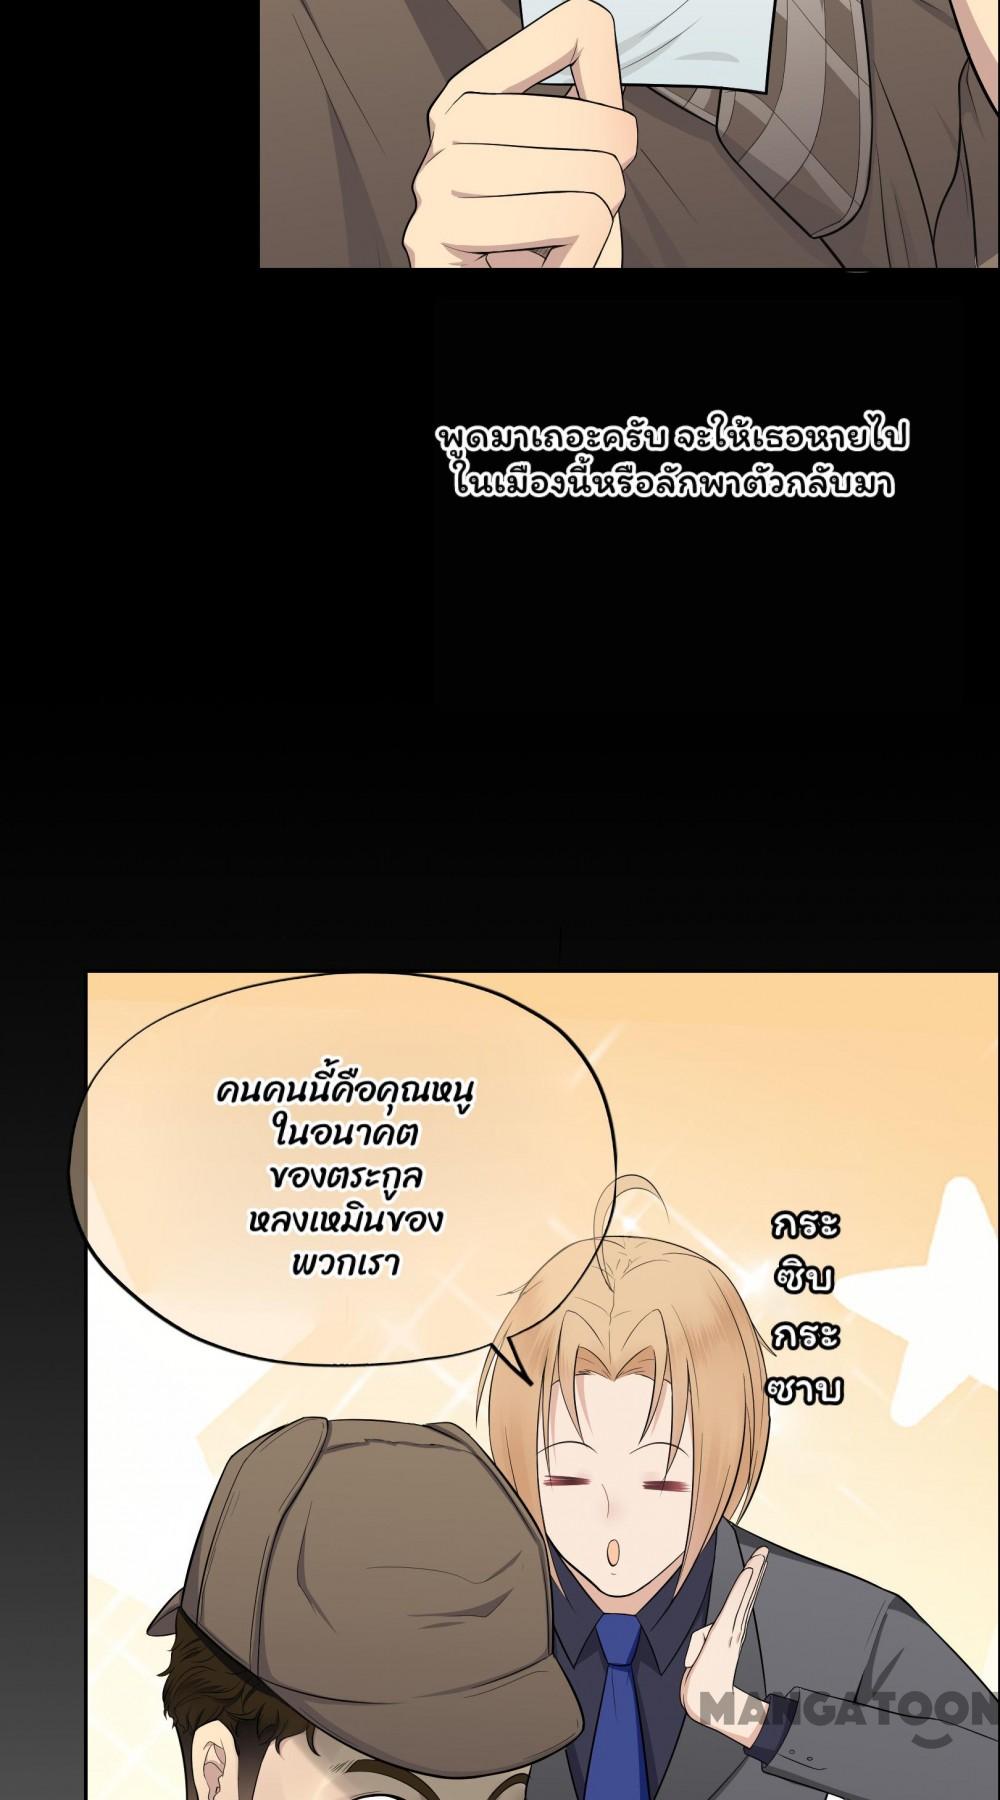 พูดมาเถอะครับ จะให้เธอหายไป
ในเมืองนี้หรือลักพาตัวกลับมา
คนคนนี้คือคุณหนู
ในอนาคต
ของตระกูล
หลงเหมินของ
พวกเรา
กระ
ซิบ
กระ
ซาบ
MANGATOON